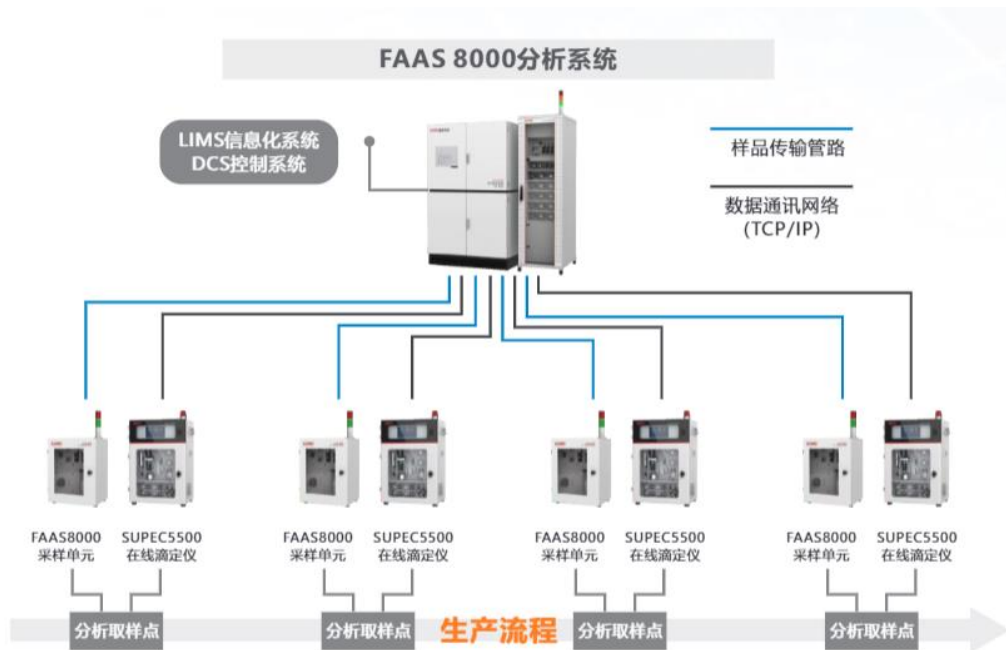 FAAS 8000分析系统
LIMS信息化系统
DCS控制系统
样品传输管路
数据通讯网络
(TCP/IP)
FAAS8000
采样单元
SUPEC5500
在线滴定仪
FAAS8000
采样单元
SUPEC5500
在线滴定仪
FAAS8000
采样单元
SUPEC5500
在线滴定仪
FAAS8000
采样单元
SUPEC5500
在线滴定仪
分析取样点
分析取样点
生产流程
分析取样点
分析取样点